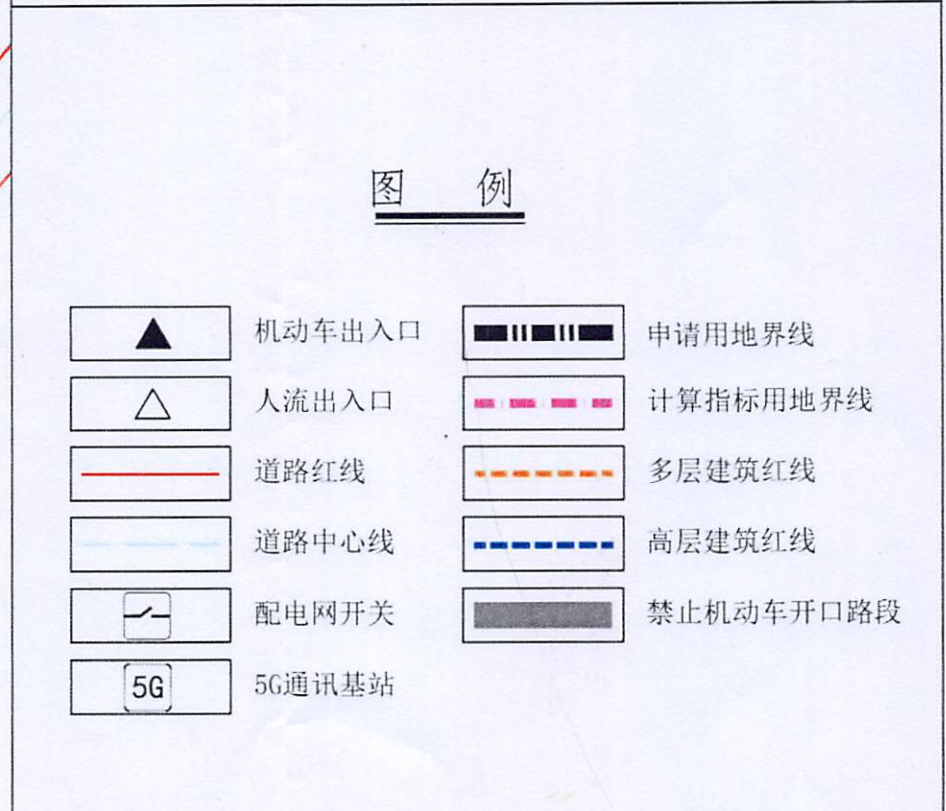 图 例
机动车出入口
申请用地界线
人流出入口
计算指标用地界线
道路红线
多层建筑红线
道路中心线
高层建筑红线
配电网开关
禁止机动车开口路段
5G
5G通讯基站